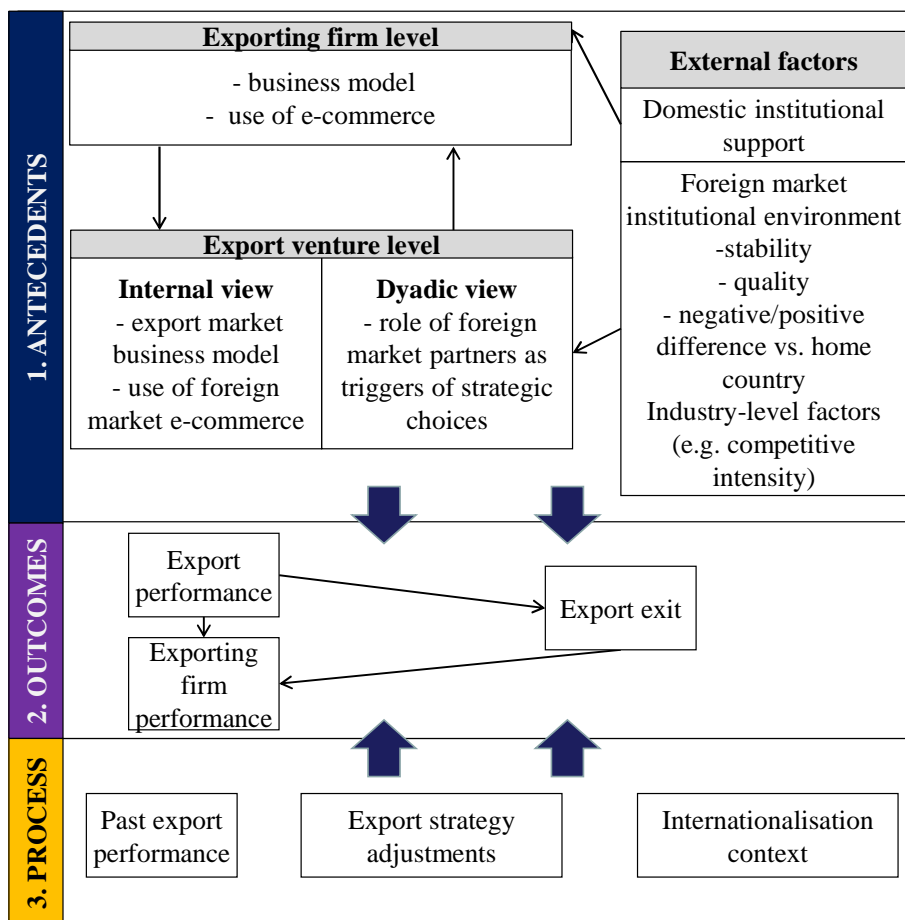 1. ANTECEDENTS
Exporting firm level
- business model
- use of e-commerce
External factors
Domestic institutional
support
Foreign market
institutional environment
-stability
- quality
- negative/positive
difference vs. home
country
Industry-level factors
(e.g. competitive
intensity)
Export venture level
Internal view
- export market
business model
- use of foreign
market e-commerce
Dyadic view
- role of foreign
market partners as
triggers of strategic
choices
2. OUTCOMES
Export
performance
Exporting
firm
performance
Export exit
3. PROCESS
Past export
performance
Export strategy
adjustments
Internationalisation
context